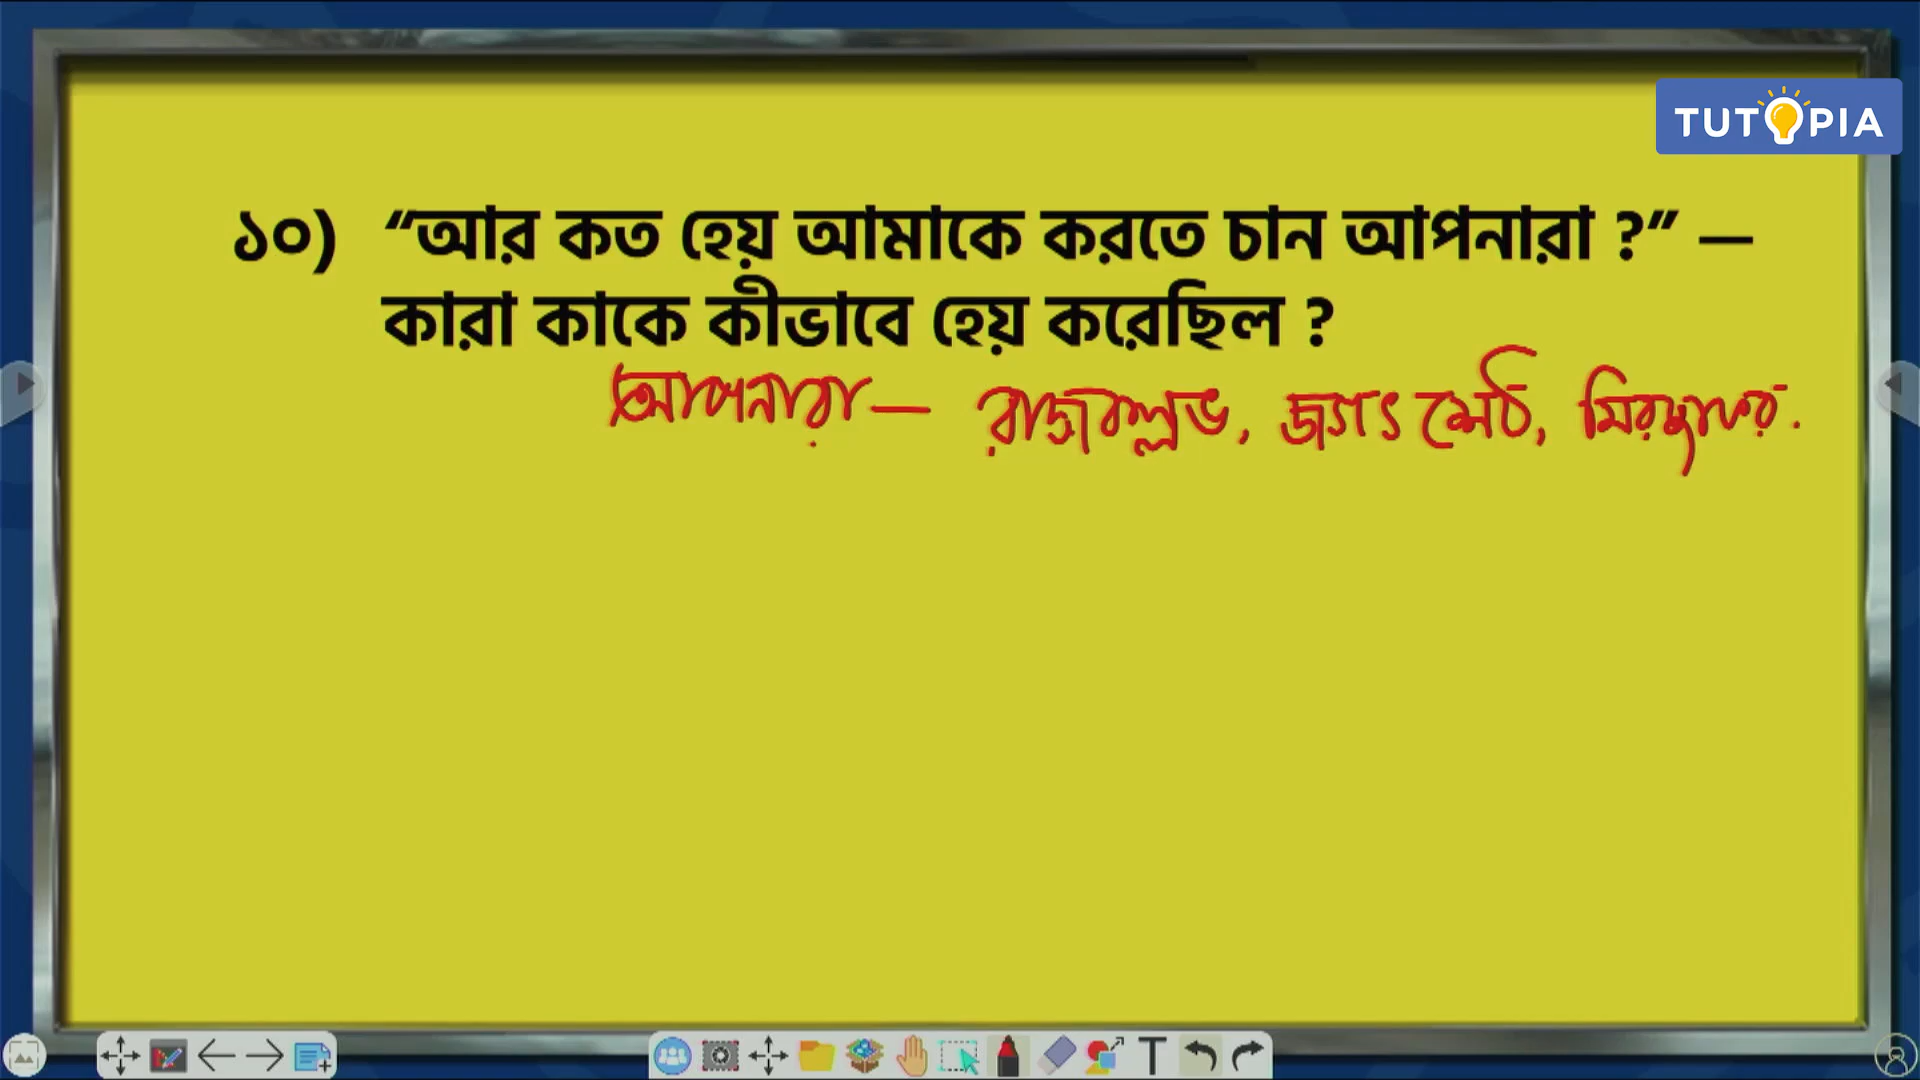 TUTOPIA
১০) “আর কত হেয় আমাকে করতে চান আপনারা ?” —
কারা কাকে কীভাবে হেয় করেছিল ?
আপনারা — রাজবল্লভ, জগৎ শেঠ, মিরজাফর.